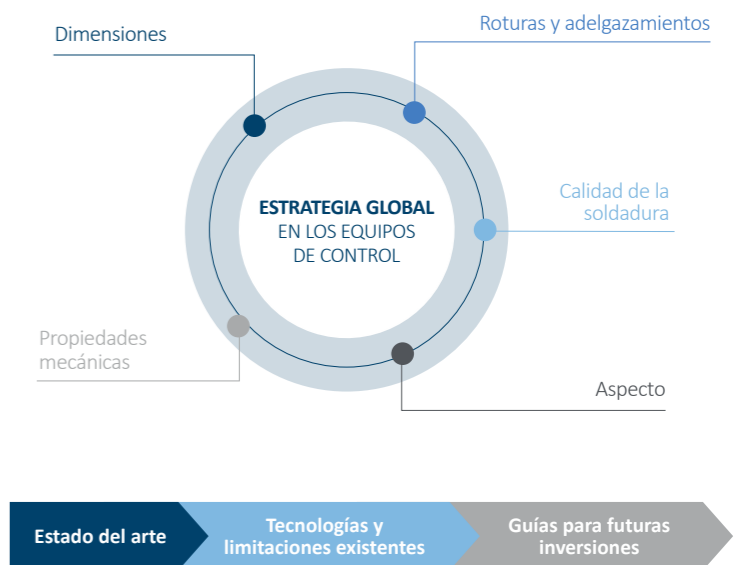 Dimensiones
Roturas y adelgazamientos
ESTRATEGIA GLOBAL
EN LOS EQUIPOS
DE CONTROL
Calidad de la
soldadura
Propiedades
mecánicas
Aspecto
Estado del arte
Tecnologías y
limitaciones existentes
Guías para futuras
inversiones